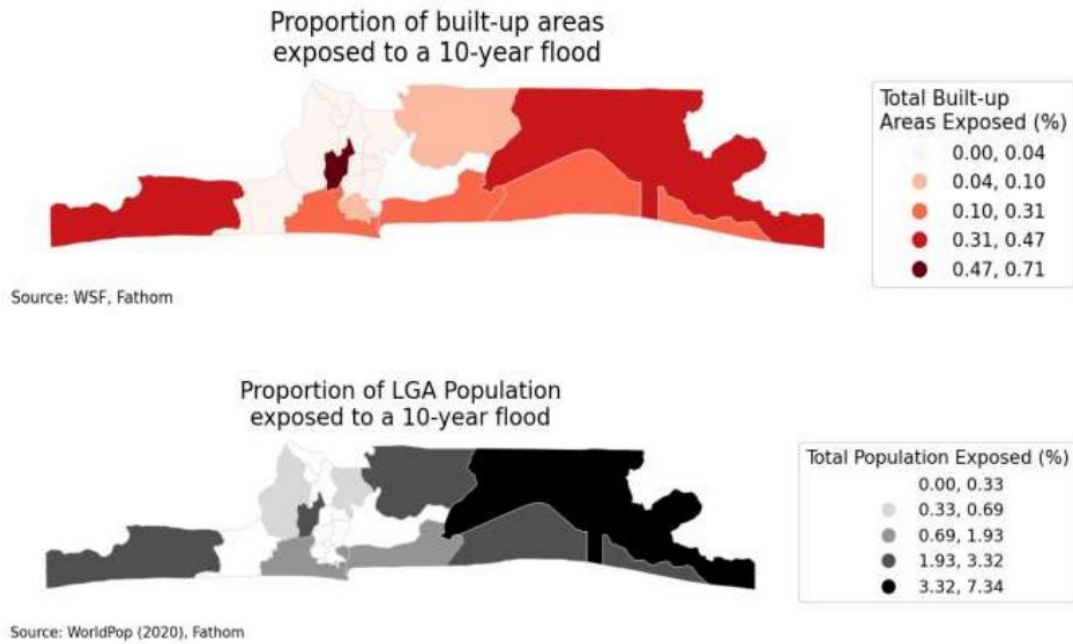 Proportion of built-up areas
exposed to a 10-year flood
Total Built-up
Areas Exposed (%)
0.00, 0.04
0.04, 0.10
0.10, 0.31
0.31, 0.47
0.47, 0.71
Source: WSF, Fathom
Proportion of LGA Population
exposed to a 10-year flood
Total Population Exposed (%)
0.00, 0.33
0.33, 0.69
0.69, 1.93
1.93, 3.32
3.32, 7.34
Source: WorldPop (2020), Fathom